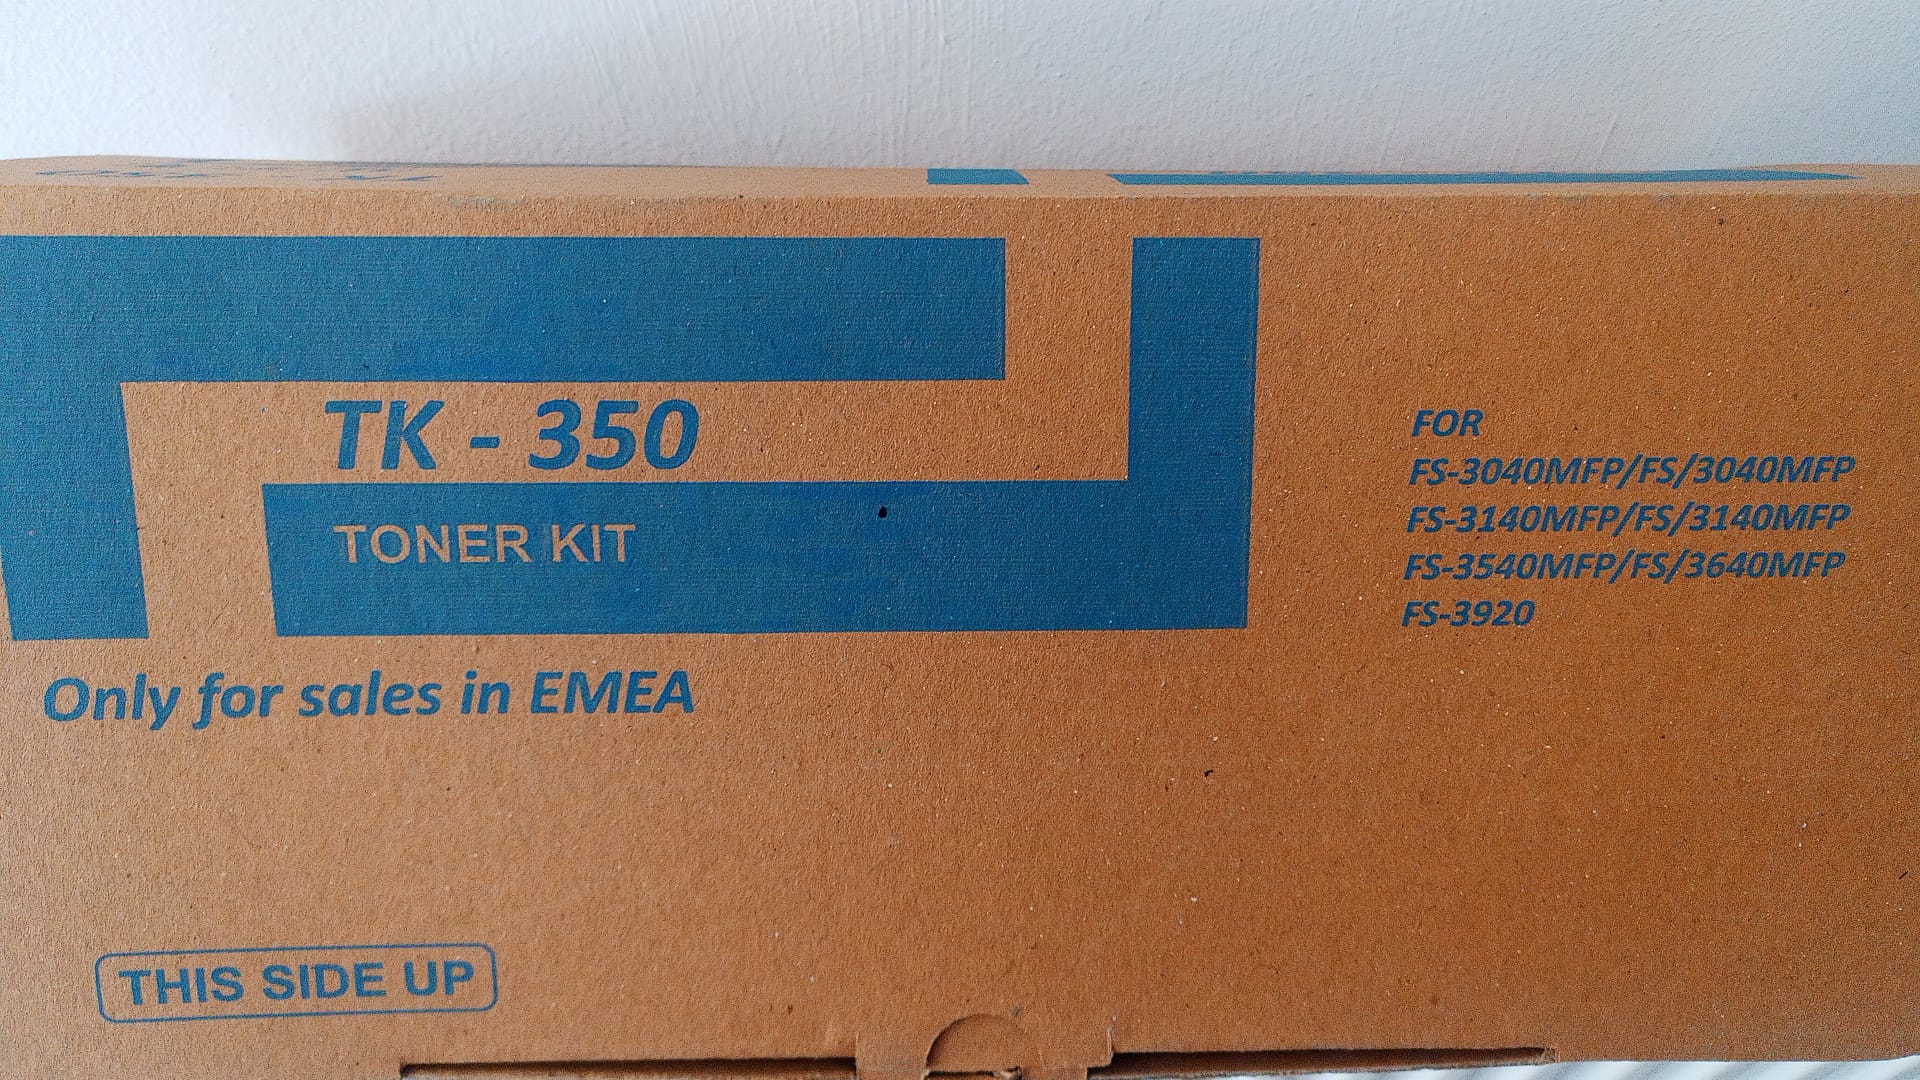 TK - 350
TONER KIT
Only for sales in EMEA
FOR
FS-3040MFP/FS/3040MFP
FS-3140MFP/FS/3140MFP
FS-3540MFP/FS/3640MFP
FS-3920
THIS SIDE UP